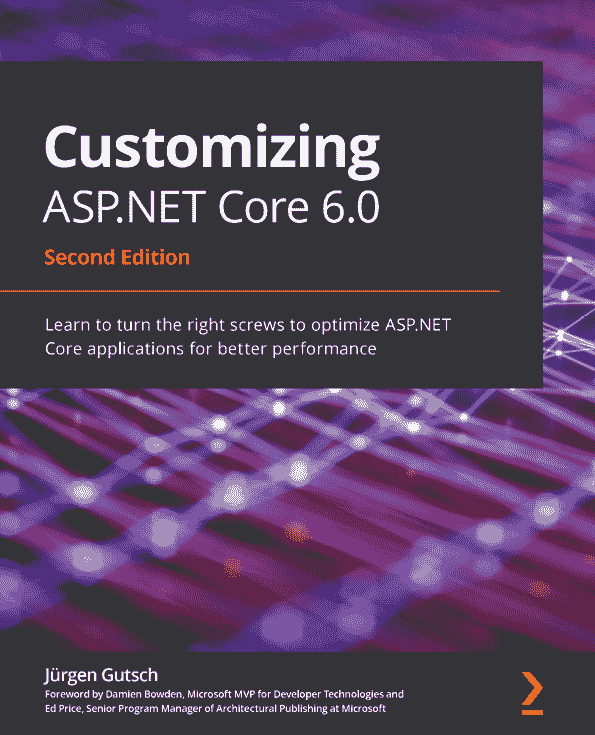 Customizing
ASP.NET Core 6.0
Second Edition
Learn to turn the right screws to optimize ASP.NET
Core applications for better performance
Jürgen Gutsch
Foreword by Damien Bowden, Microsoft MVP for Developer Technologies and
Ed Price, Senior Program Manager of Architectural Publishing at Microsoft